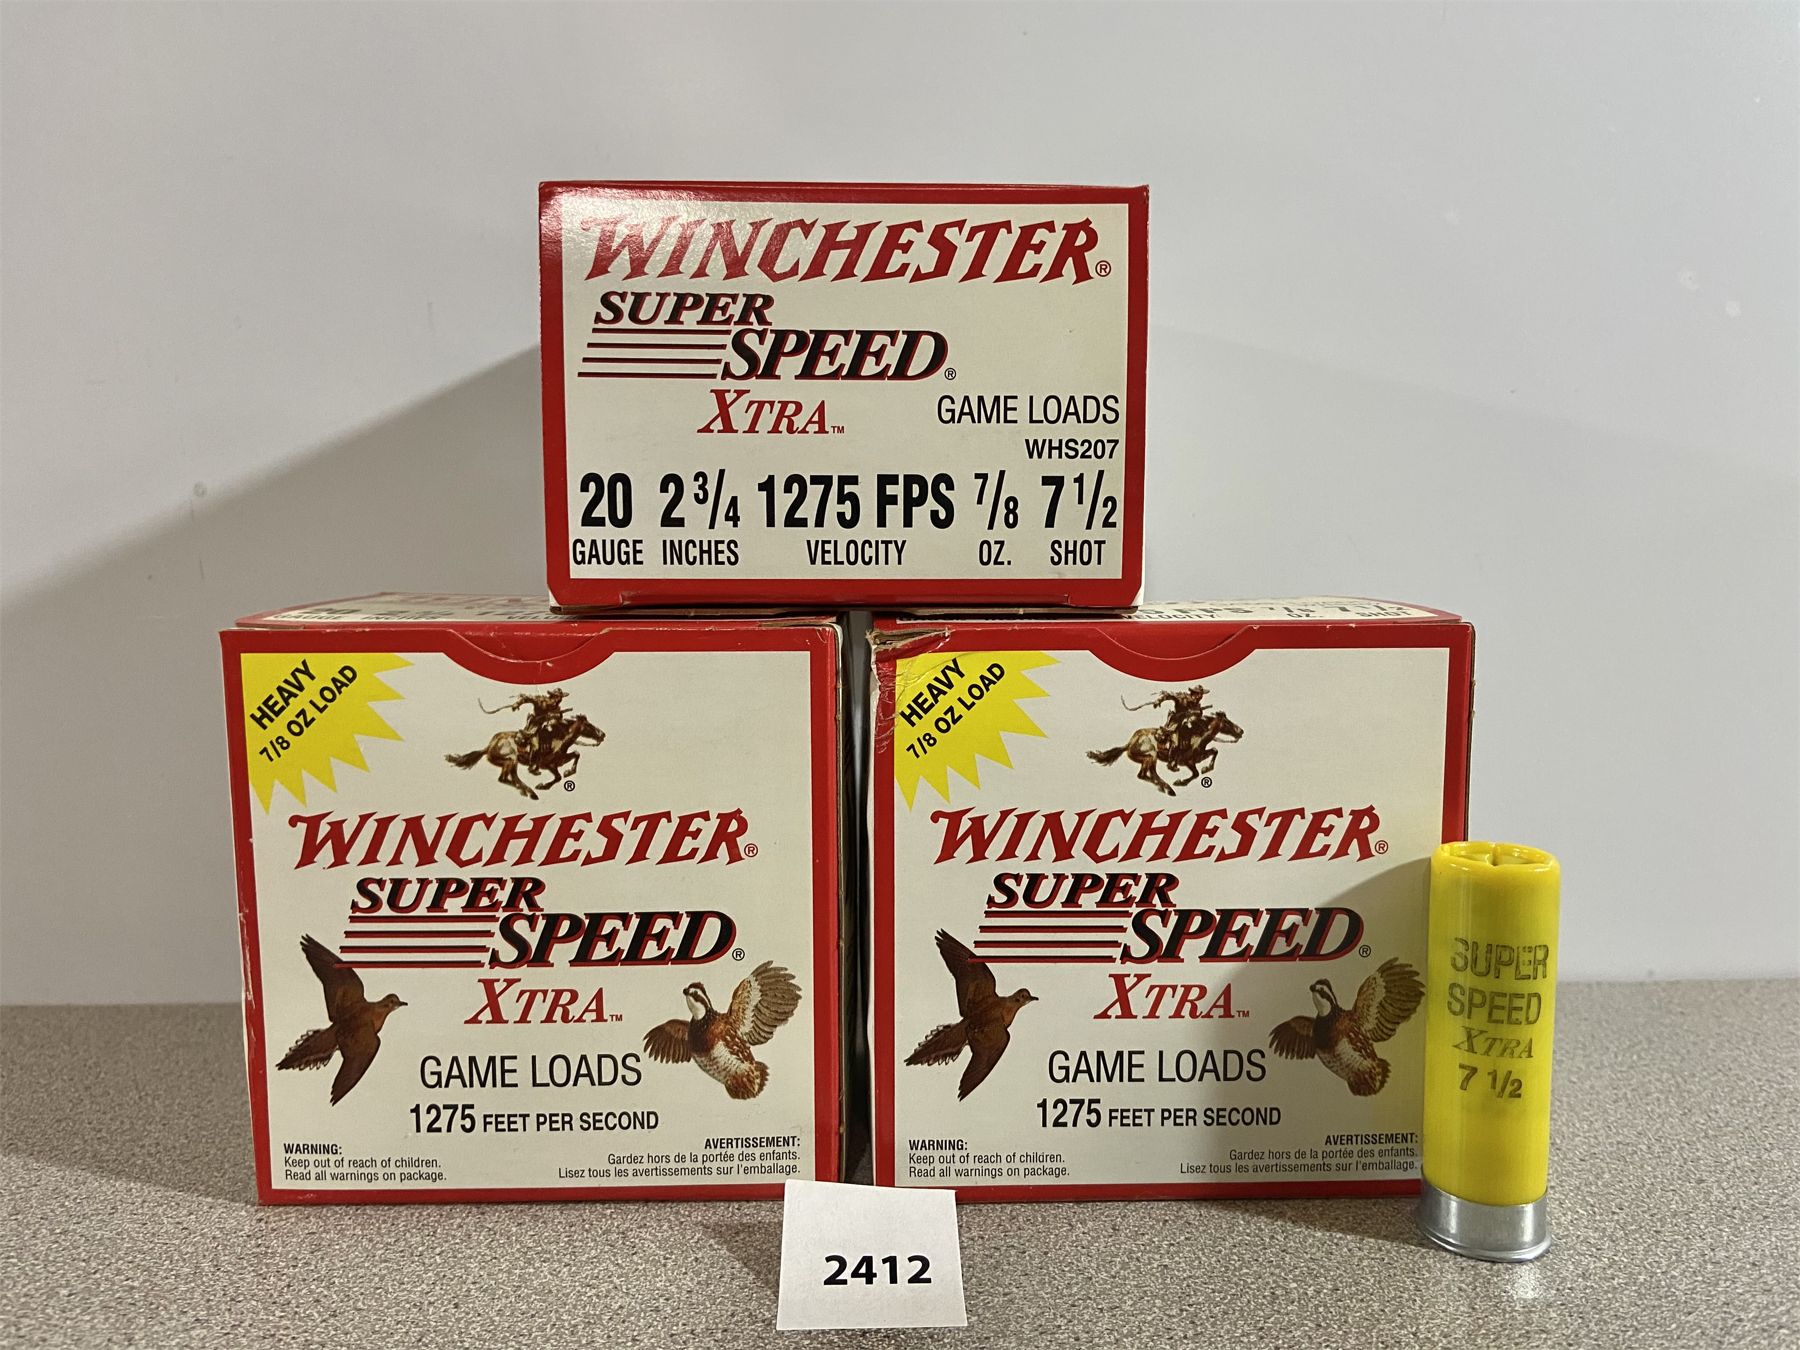 WINCHESTER®
SUPER
SPEED®
XTRA™
GAME LOADS
WHS207
20 2 3/4 1275 FPS 7/8 7 1/2
GAUGE INCHES VELOCITY OZ. SHOT
HEAVY
7/8 OZ LOAD
®
WINCHESTER®
SUPER
SPEED®
XTRA™
GAME LOADS
1275 FEET PER SECOND
WARNING:
Keep out of reach of children.
Read all warnings on package.
AVERTISSEMENT:
Gardez hors de la portée des enfants.
Lisez tous les avertissements sur l'emballage.
HEAVY
7/8 OZ LOAD
®
WINCHESTER®
SUPER
SPEED®
XTRA™
GAME LOADS
1275 FEET PER SECOND
WARNING:
Keep out of reach of children.
Read all warnings on package.
AVERTISSEMENT:
Gardez hors de la portée des enfants.
Lisez tous les avertissements sur l'emballage.
SUPER
SPEED
XTRA
7 1/2
2412